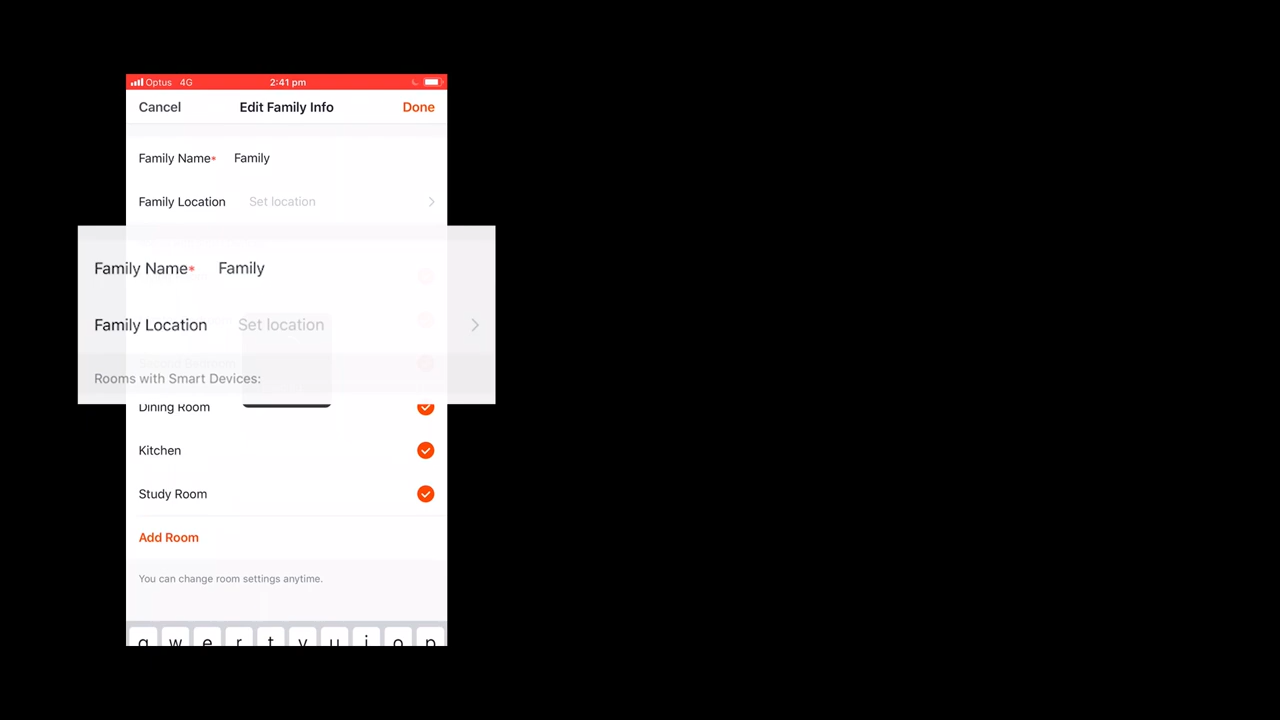 Optus 4G 2:41 pm
Cancel Edit Family Info Done
Family Name* Family
Family Location Set location
Family Name* Family
Family Location Set location
Rooms with Smart Devices:
Dining Room
Kitchen
Study Room
Add Room
You can change room settings anytime.
q w e r t y u i o p